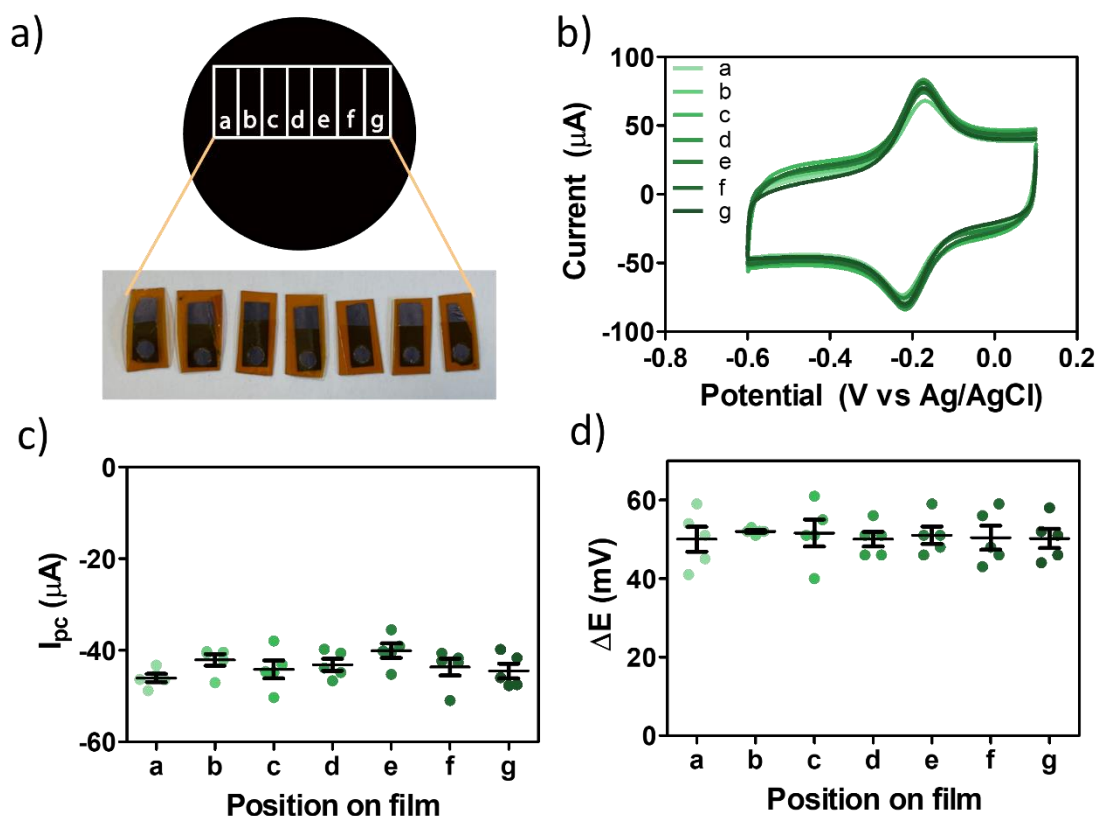 a)
a b c d e f g
b)
100
50
0
-50
-100
Current (μA)
a
b
c
d
e
f
g
-0.8 -0.6 -0.4 -0.2 0.0 0.2
Potential (V vs Ag/AgCl)
c)
0
-20
-40
-60
Ipc (μA)
a b c d e f g
Position on film
d)
60
40
20
0
ΔE (mV)
a b c d e f g
Position on film